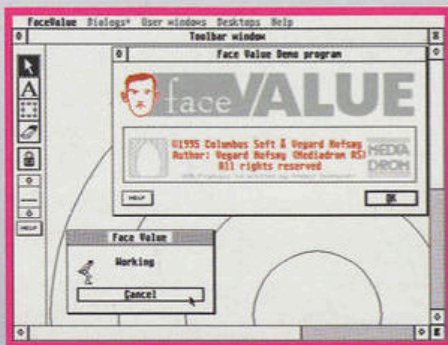 FaceValue Dialogs* User windows Desktops Help
Toolbar window
Face Value Demo program
A
face VALUE
©1995 Columbus Soft & Vegard Hofsøy
Author: Vegard Hofsøy (Mediadrom AS)
All rights reserved
MEDIA
DROM
HELP
OK
HELP
Face Value
Working
Cancel